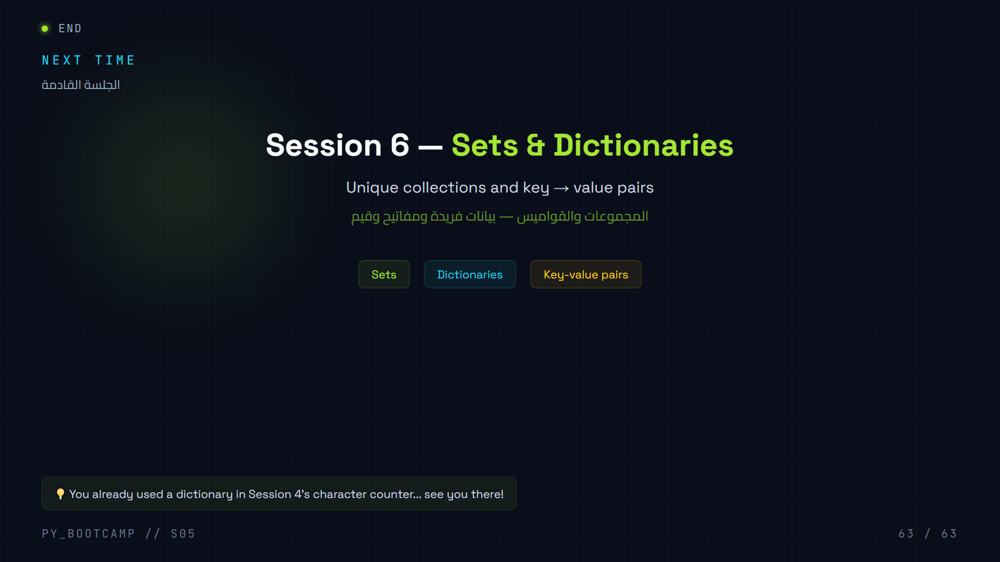 END
NEXT TIME
الجلسة القادمة
Session 6 — Sets & Dictionaries
Unique collections and key → value pairs
المجموعات والقواميس — بيانات فريدة ومفاتيح وقيم
Sets
Dictionaries
Key-value pairs
💡 You already used a dictionary in Session 4's character counter... see you there!
PY_BOOTCAMP // S05
63 / 63